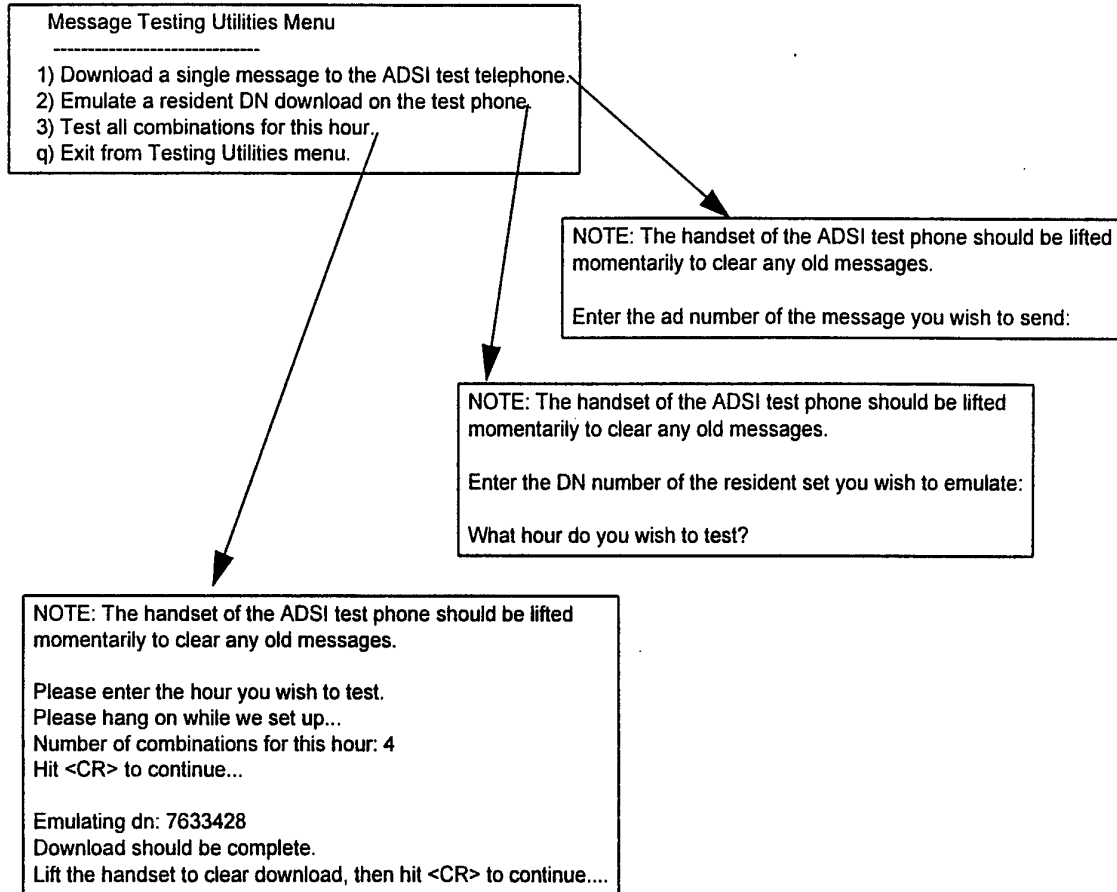 Message Testing Utilities Menu
------------------------------
1) Download a single message to the ADSI test telephone.
2) Emulate a resident DN download on the test phone.
3) Test all combinations for this hour.
q) Exit from Testing Utilities menu.
NOTE: The handset of the ADSI test phone should be lifted
momentarily to clear any old messages.
Enter the ad number of the message you wish to send:
NOTE: The handset of the ADSI test phone should be lifted
momentarily to clear any old messages.
Enter the DN number of the resident set you wish to emulate:
What hour do you wish to test?
NOTE: The handset of the ADSI test phone should be lifted
momentarily to clear any old messages.
Please enter the hour you wish to test.
Please hang on while we set up...
Number of combinations for this hour: 4
Hit <CR> to continue...
Emulating dn: 7633428
Download should be complete.
Lift the handset to clear download, then hit <CR> to continue....